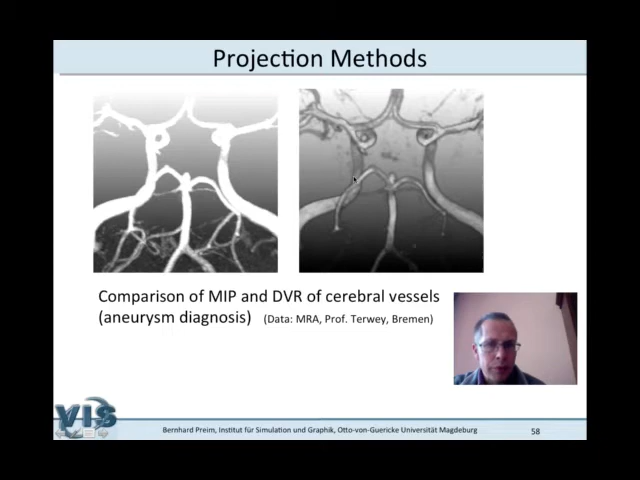 Projection Methods
Comparison of MIP and DVR of cerebral vessels
(aneurysm diagnosis) (Data: MRA, Prof. Terwey, Bremen)
VIS
Bernhard Preim, Institut für Simulation und Graphik, Otto-von-Guericke Universität Magdeburg
58